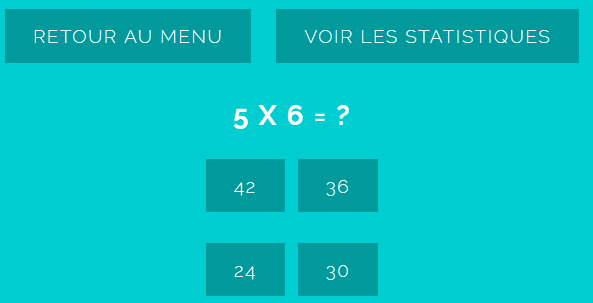 RETOUR AU MENU VOIR LES STATISTIQUES
5 X 6 = ?
42 36
24 30